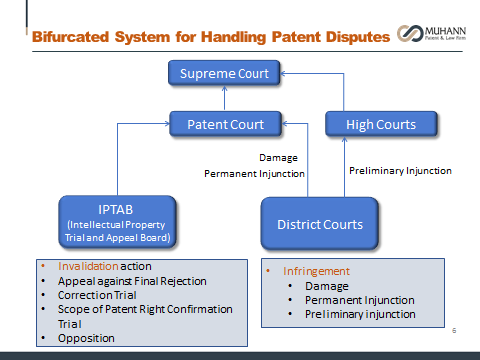 Bifurcated System for Handling Patent Disputes
MUHANN
Patent & Law Firm
Supreme Court
Patent Court
High Courts
Damage
Permanent Injunction
Preliminary Injunction
IPTAB
(Intellectual Property
Trial and Appeal Board)
District Courts
• Invalidation action
• Appeal against Final Rejection
• Correction Trial
• Scope of Patent Right Confirmation
Trial
• Opposition
• Infringement
• Damage
• Permanent Injunction
• Preliminary injunction
6